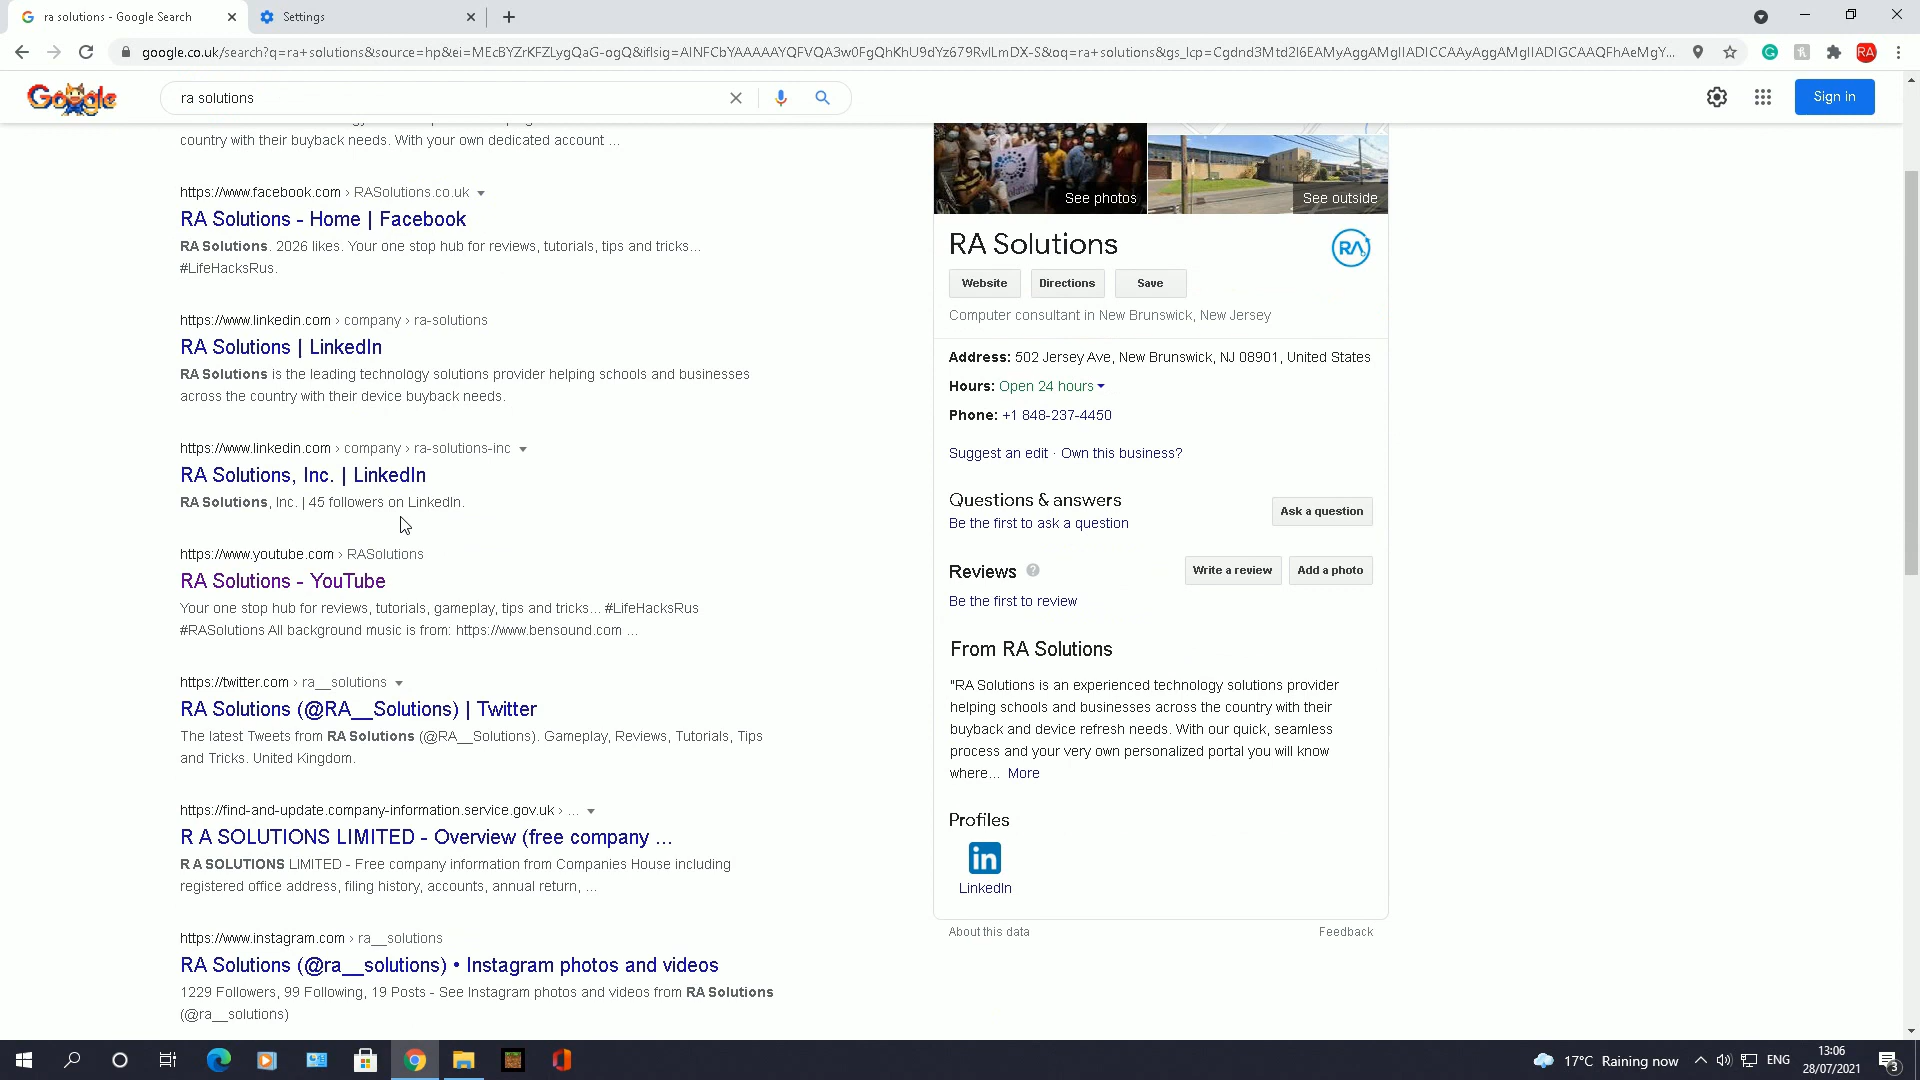 ra solutions - Google Search
Settings
google.co.uk/search?q=ra+solutions&source=hp&ei=MEcBYZrKFZLygQaG-ogQ&iflsig=AINFCbYAAAAAYQFVQA3w0FgQhKhU9dYz679RvlLmDX-S&oq=ra+solutions&gs_lcp=Cgdnd3Mtd2l6EAMyAggAMgIIADICCAAyAggAMgIIADIGCAAQFhAeMgY...
RA
Google
ra solutions
Sign in
country with their buyback needs. With your own dedicated account ...
https://www.facebook.com › RASolutions.co.uk
RA Solutions - Home | Facebook
RA Solutions. 2026 likes. Your one stop hub for reviews, tutorials, tips and tricks...
#LifeHacksRus.
https://www.linkedin.com › company › ra-solutions
RA Solutions | LinkedIn
RA Solutions is the leading technology solutions provider helping schools and businesses
across the country with their device buyback needs.
https://www.linkedin.com › company › ra-solutions-inc
RA Solutions, Inc. | LinkedIn
RA Solutions, Inc. | 45 followers on LinkedIn.
https://www.youtube.com › RASolutions
RA Solutions - YouTube
Your one stop hub for reviews, tutorials, gameplay, tips and tricks... #LifeHacksRus
#RASolutions All background music is from: https://www.bensound.com ...
https://twitter.com › ra__solutions
RA Solutions (@RA__Solutions) | Twitter
The latest Tweets from RA Solutions (@RA__Solutions). Gameplay, Reviews, Tutorials, Tips
and Tricks. United Kingdom.
https://find-and-update.company-information.service.gov.uk › ...
R A SOLUTIONS LIMITED - Overview (free company ...
R A SOLUTIONS LIMITED - Free company information from Companies House including
registered office address, filing history, accounts, annual return, ...
https://www.instagram.com › ra__solutions
RA Solutions (@ra__solutions) • Instagram photos and videos
1229 Followers, 99 Following, 19 Posts - See Instagram photos and videos from RA Solutions
(@ra__solutions)
See photos
See outside
RA Solutions
RA
Website
Directions
Save
Computer consultant in New Brunswick, New Jersey
Address: 502 Jersey Ave, New Brunswick, NJ 08901, United States
Hours: Open 24 hours
Phone: +1 848-237-4450
Suggest an edit · Own this business?
Questions & answers
Be the first to ask a question
Ask a question
Reviews
Write a review
Add a photo
Be the first to review
From RA Solutions
"RA Solutions is an experienced technology solutions provider
helping schools and businesses across the country with their
buyback and device refresh needs. With our quick, seamless
process and your very own personalized portal you will know
where... More
Profiles
in
LinkedIn
About this data
Feedback
17°C Raining now
ENG
13:06
28/07/2021
3